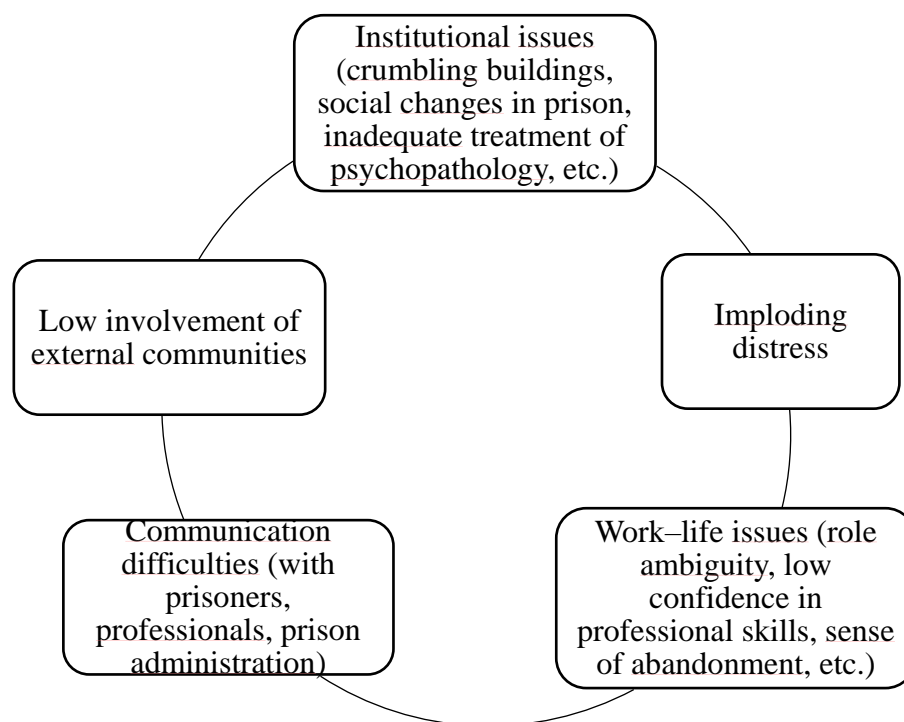 Institutional issues
(crumbling buildings,
social changes in prison,
inadequate treatment of
psychopathology, etc.)
Imploding
distress
Work–life issues (role
ambiguity, low
confidence in
professional skills, sense
of abandonment, etc.)
Communication
difficulties (with
prisoners,
professionals, prison
administration)
Low involvement of
external communities